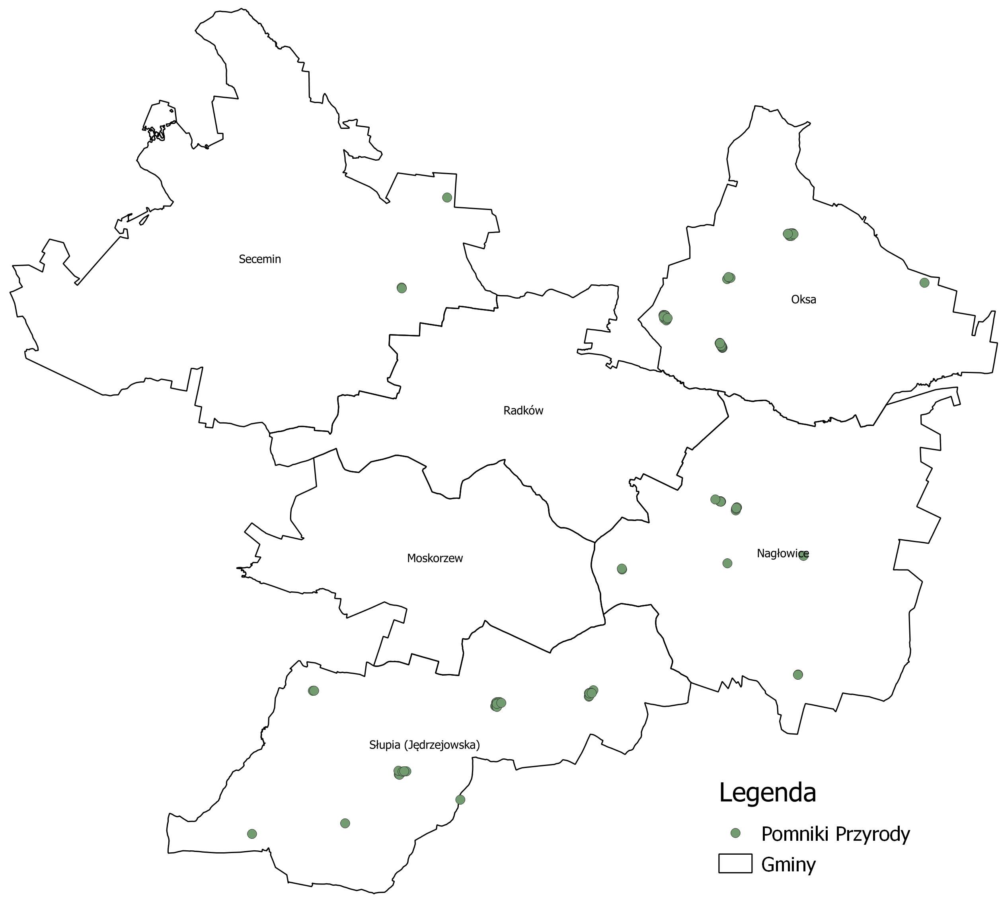 Secemin
Oksa
Radków
Nagłowice
Moskorzew
Słupia (Jędrzejowska)
Legenda
Pomniki Przyrody
Gminy